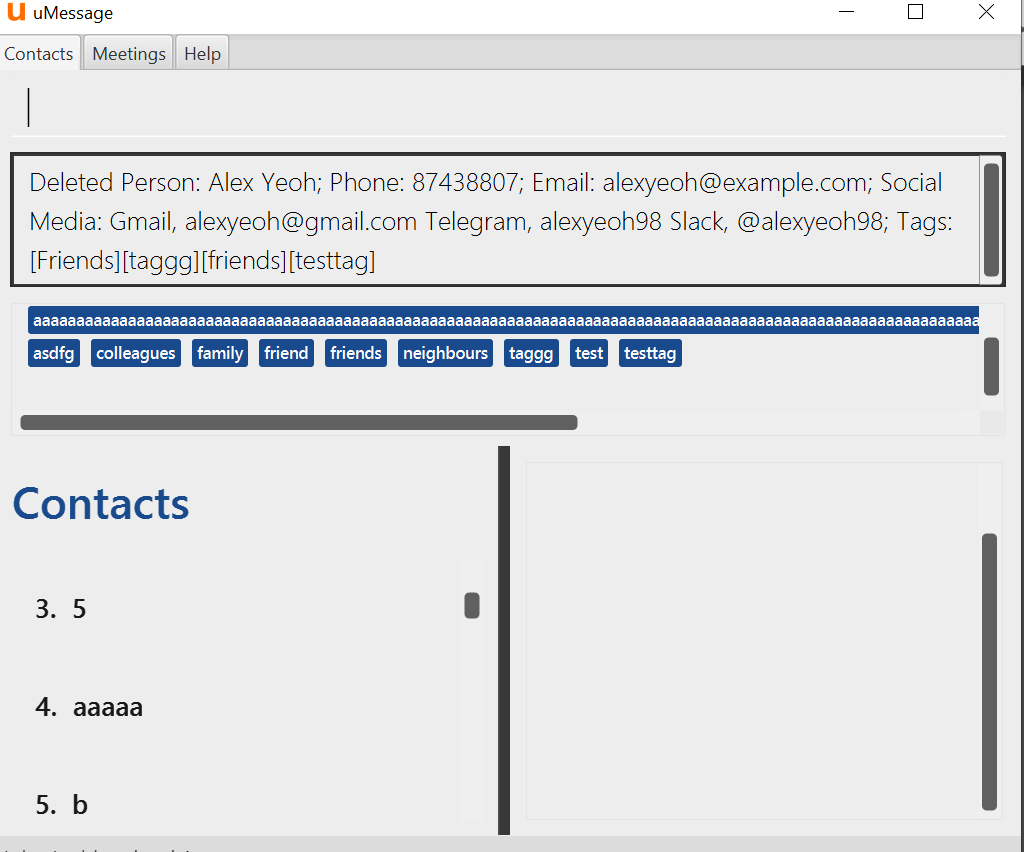 uMessage
Contacts Meetings Help
Deleted Person: Alex Yeoh; Phone: 87438807; Email: alexyeoh@example.com; Social
Media: Gmail, alexyeoh@gmail.com Telegram, alexyeoh98 Slack, @alexyeoh98; Tags:
[Friends][taggg][friends][testtag]
asdfg colleagues family friend friends neighbours taggg test testtag
Contacts
3. 5
4. aaaaa
5. b